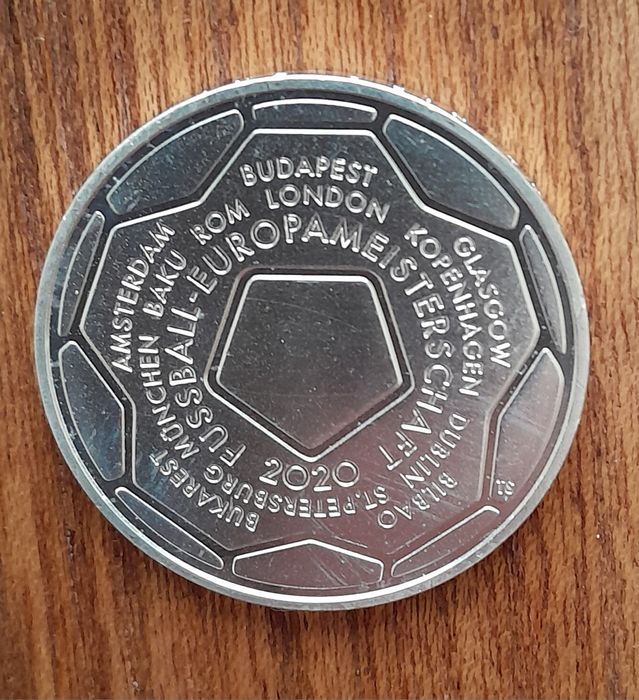 BUDAPEST
GLASGOW
BILBAO
BUKAREST
AMSTERDAM
MÜNCHEN BAKU ROM LONDON KOPENHAGEN DUBLIN ST.PETERSBURG
FUSSBALL-EUROPAMEISTERSCHAFT
2020